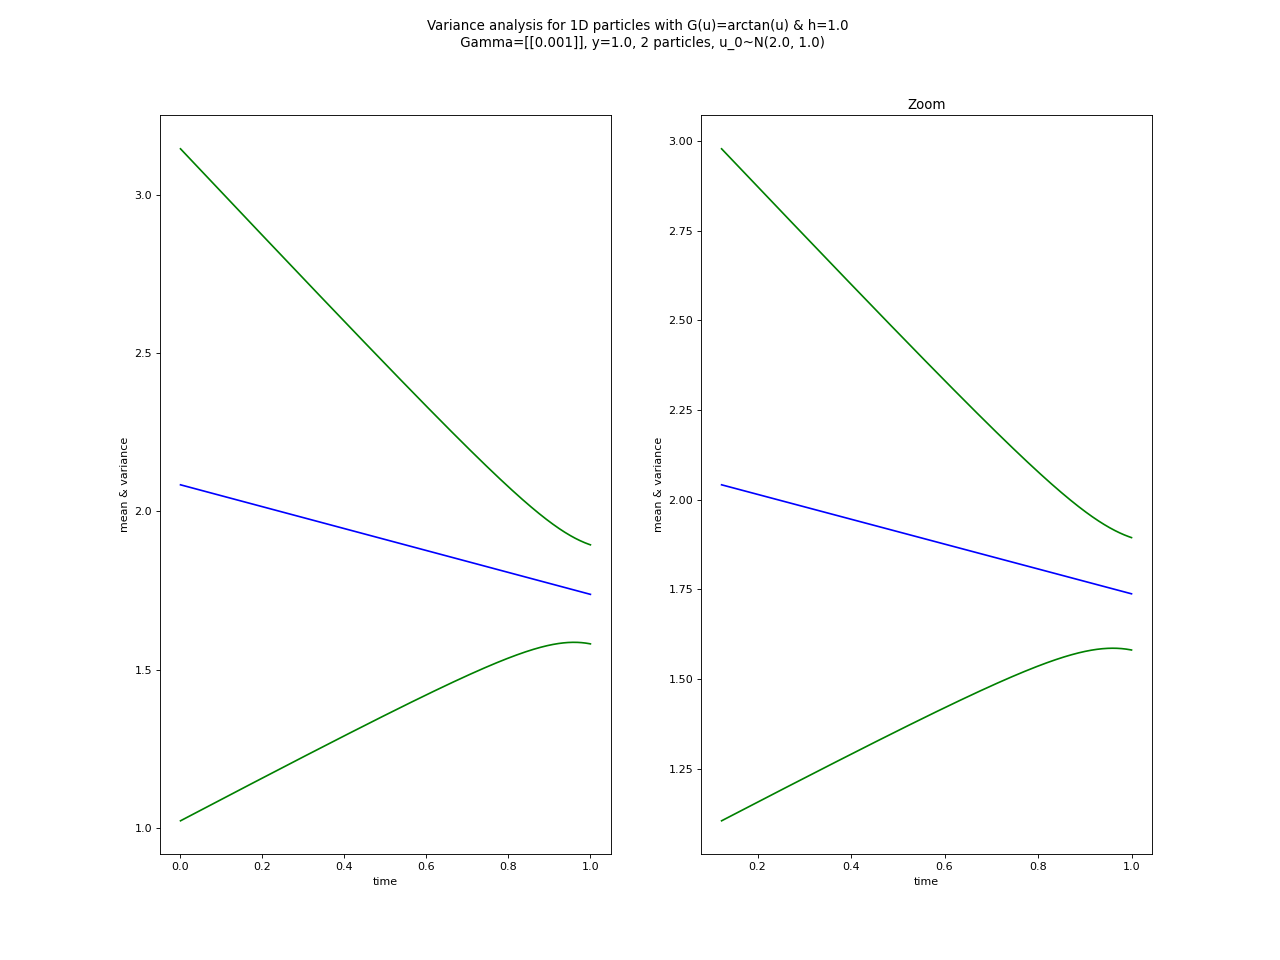 Variance analysis for 1D particles with G(u)=arctan(u) & h=1.0
Gamma=[[0.001]], y=1.0, 2 particles, u_0~N(2.0, 1.0)
mean & variance
3.0
2.5
2.0
1.5
1.0
0.0 0.2 0.4 0.6 0.8 1.0
time
Zoom
mean & variance
3.00
2.75
2.50
2.25
2.00
1.75
1.50
1.25
0.2 0.4 0.6 0.8 1.0
time